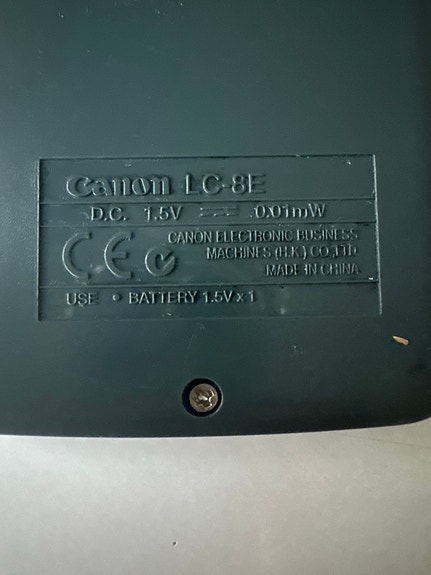 Canon LC-8E
D.C. 1.5V ⎓ 0.01mW
CE
CANON ELECTRONIC BUSINESS
MACHINES (H.K.) CO.,LTD.
MADE IN CHINA
USE • BATTERY 1.5V x 1